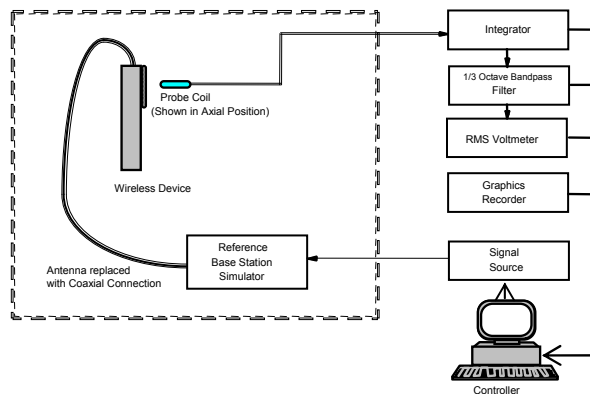 Integrator
1/3 Octave Bandpass
Filter
RMS Voltmeter
Graphics
Recorder
Signal
Source
Controller
Probe Coil
(Shown in Axial Position)
Wireless Device
Reference
Base Station
Simulator
Antenna replaced
with Coaxial Connection